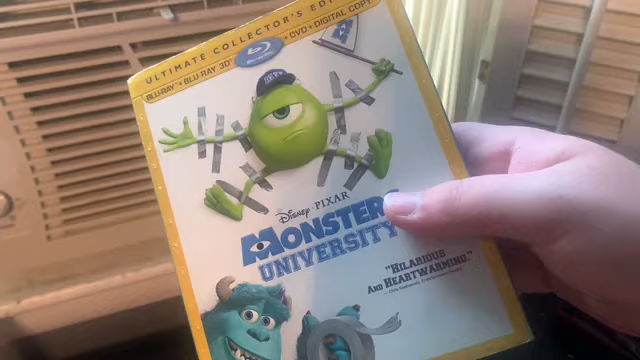 ULTIMATE COLLECTOR'S EDI
BLU-RAY + BLU-RAY 3D + DVD + DIGITAL COPY
Disney • PIXAR
MONSTERS
UNIVERSITY
"HILARIOUS
AND HEARTWARMING."